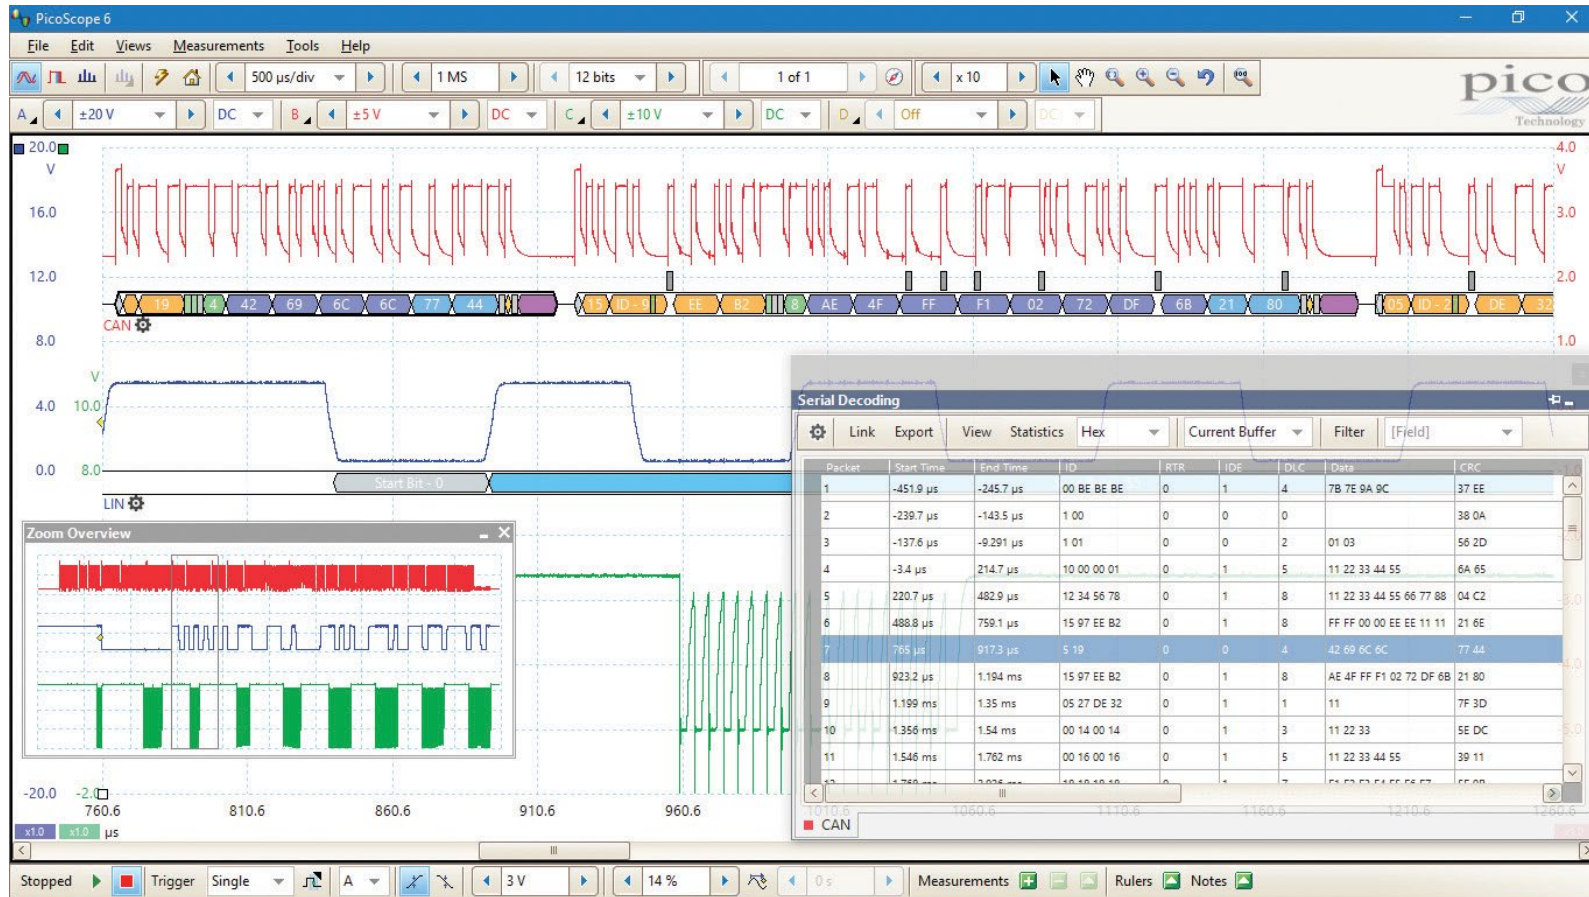 PicoScope 6
File Edit Views Measurements Tools Help
500 µs/div 1 MS 12 bits 1 of 1 x 10
pico
Technology
A ±20 V DC B ±5 V DC C ±10 V DC D Off DC
20.0 4.0
V V
16.0 3.0
12.0 2.0
19 4 42 69 6C 6C 77 44 15 ID - 9 EE B2 8 AE 4F FF F1 02 72 DF 6B 21 80 05 ID - 2 DE 32
CAN
8.0 1.0
V
4.0 10.0
0.0 8.0
Start Bit - 0
LIN
Zoom Overview
Serial Decoding
Link Export View Statistics Hex Current Buffer Filter [Field]
Packet Start Time End Time ID RTR IDE DLC Data CRC
1 -451.9 µs -245.7 µs 00 BE BE BE 0 1 4 7B 7E 9A 9C 37 EE
2 -239.7 µs -143.5 µs 1 00 0 0 0 38 0A
3 -137.6 µs -9.291 µs 1 01 0 0 2 01 03 56 2D
4 -3.4 µs 214.7 µs 10 00 00 01 0 1 5 11 22 33 44 55 6A 65
5 220.7 µs 482.9 µs 12 34 56 78 0 1 8 11 22 33 44 55 66 77 88 04 C2
6 488.8 µs 759.1 µs 15 97 EE B2 0 1 8 FF FF 00 00 EE EE 11 11 21 6E
7 765 µs 917.3 µs 5 19 0 0 4 42 69 6C 6C 77 44
8 923.2 µs 1.194 ms 15 97 EE B2 0 1 8 AE 4F FF F1 02 72 DF 6B 21 80
9 1.199 ms 1.35 ms 05 27 DE 32 0 1 1 11 7F 3D
10 1.356 ms 1.54 ms 00 14 00 14 0 1 3 11 22 33 5E DC
11 1.546 ms 1.762 ms 00 16 00 16 0 1 5 11 22 33 44 55 39 11
CAN
-20.0 -2.0
760.6 810.6 860.6 910.6 960.6 1010.6 1060.6 1110.6 1160.6 1210.6 1260.6
x1.0 x1.0 µs
Stopped Trigger Single A 3 V 14 % 0 s Measurements Rulers Notes